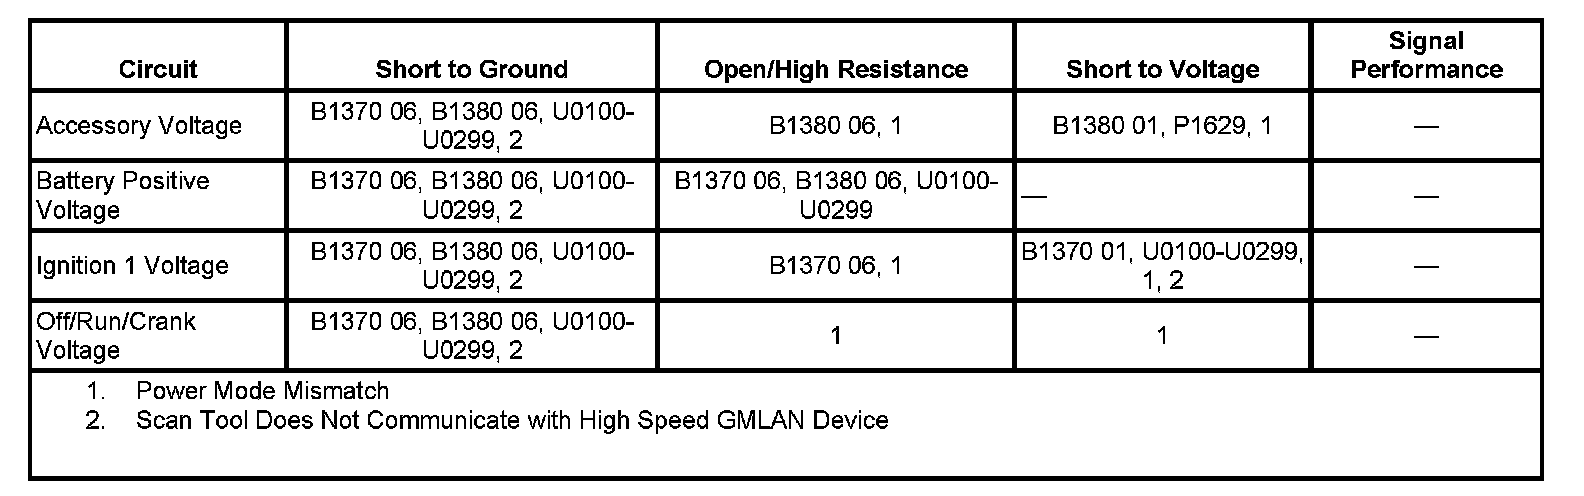 Circuit
Short to Ground
Open/High Resistance
Short to Voltage
Signal
Performance
Accessory Voltage
B1370 06, B1380 06, U0100-
U0299, 2
B1380 06, 1
B1380 01, P1629, 1
—
Battery Positive
Voltage
B1370 06, B1380 06, U0100-
U0299, 2
B1370 06, B1380 06, U0100-
U0299
—
—
Ignition 1 Voltage
B1370 06, B1380 06, U0100-
U0299, 2
B1370 06, 1
B1370 01, U0100-U0299,
1, 2
—
Off/Run/Crank
Voltage
B1370 06, B1380 06, U0100-
U0299, 2
1
1
—
1. Power Mode Mismatch
2. Scan Tool Does Not Communicate with High Speed GMLAN Device